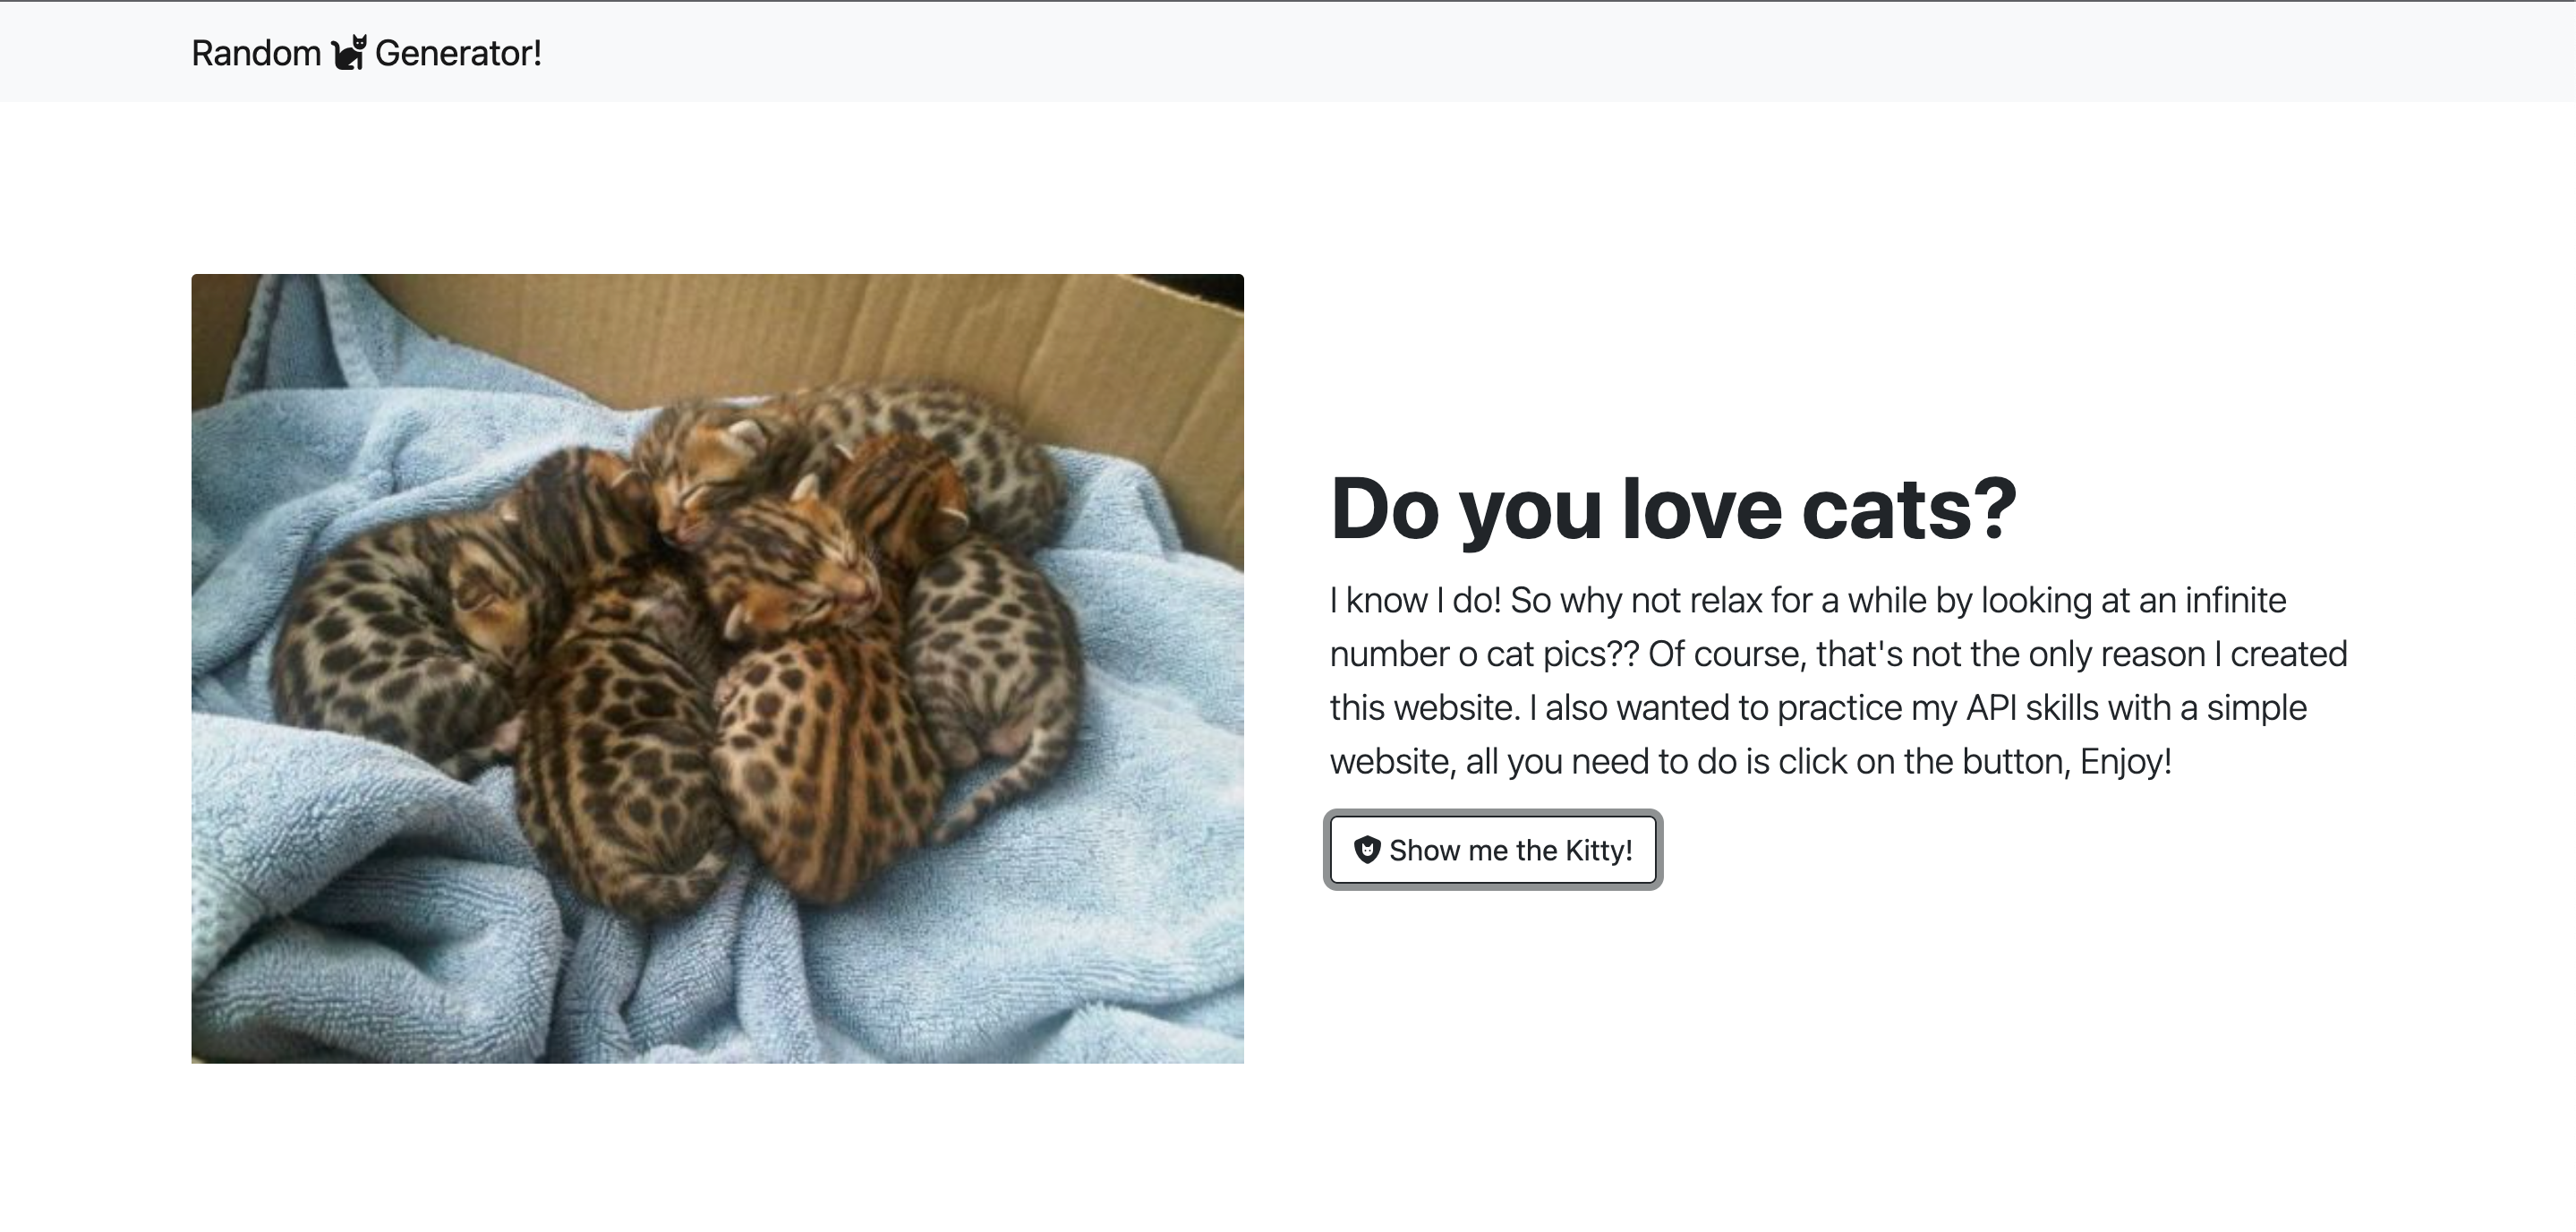 Random Generator!
Do you love cats?
I know I do! So why not relax for a while by looking at an infinite
number o cat pics?? Of course, that's not the only reason I created
this website. I also wanted to practice my API skills with a simple
website, all you need to do is click on the button, Enjoy!
Show me the Kitty!